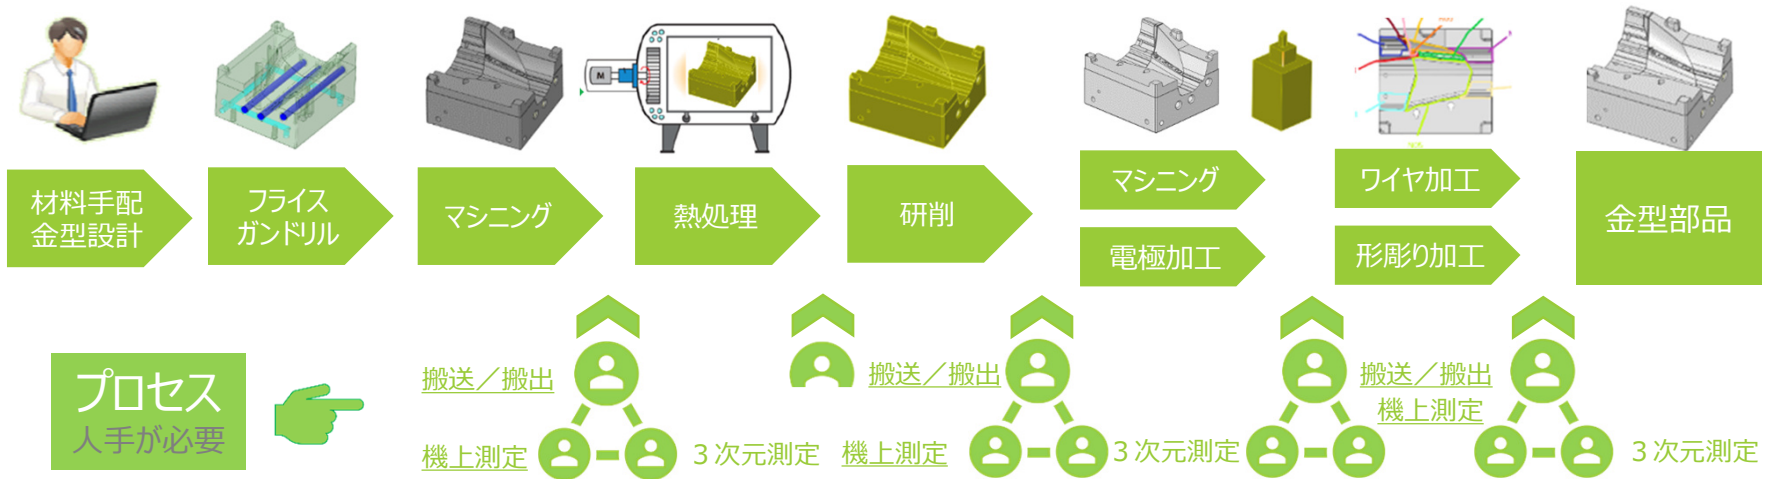 M
材料手配
金型設計
フライス
ガンドリル
マシニング
熱処理
研削
マシニング
電極加工
ワイヤ加工
形彫り加工
金型部品
プロセス
人手が必要
搬送／搬出
機上測定
３次元測定
搬送／搬出
機上測定
３次元測定
搬送／搬出
機上測定
３次元測定